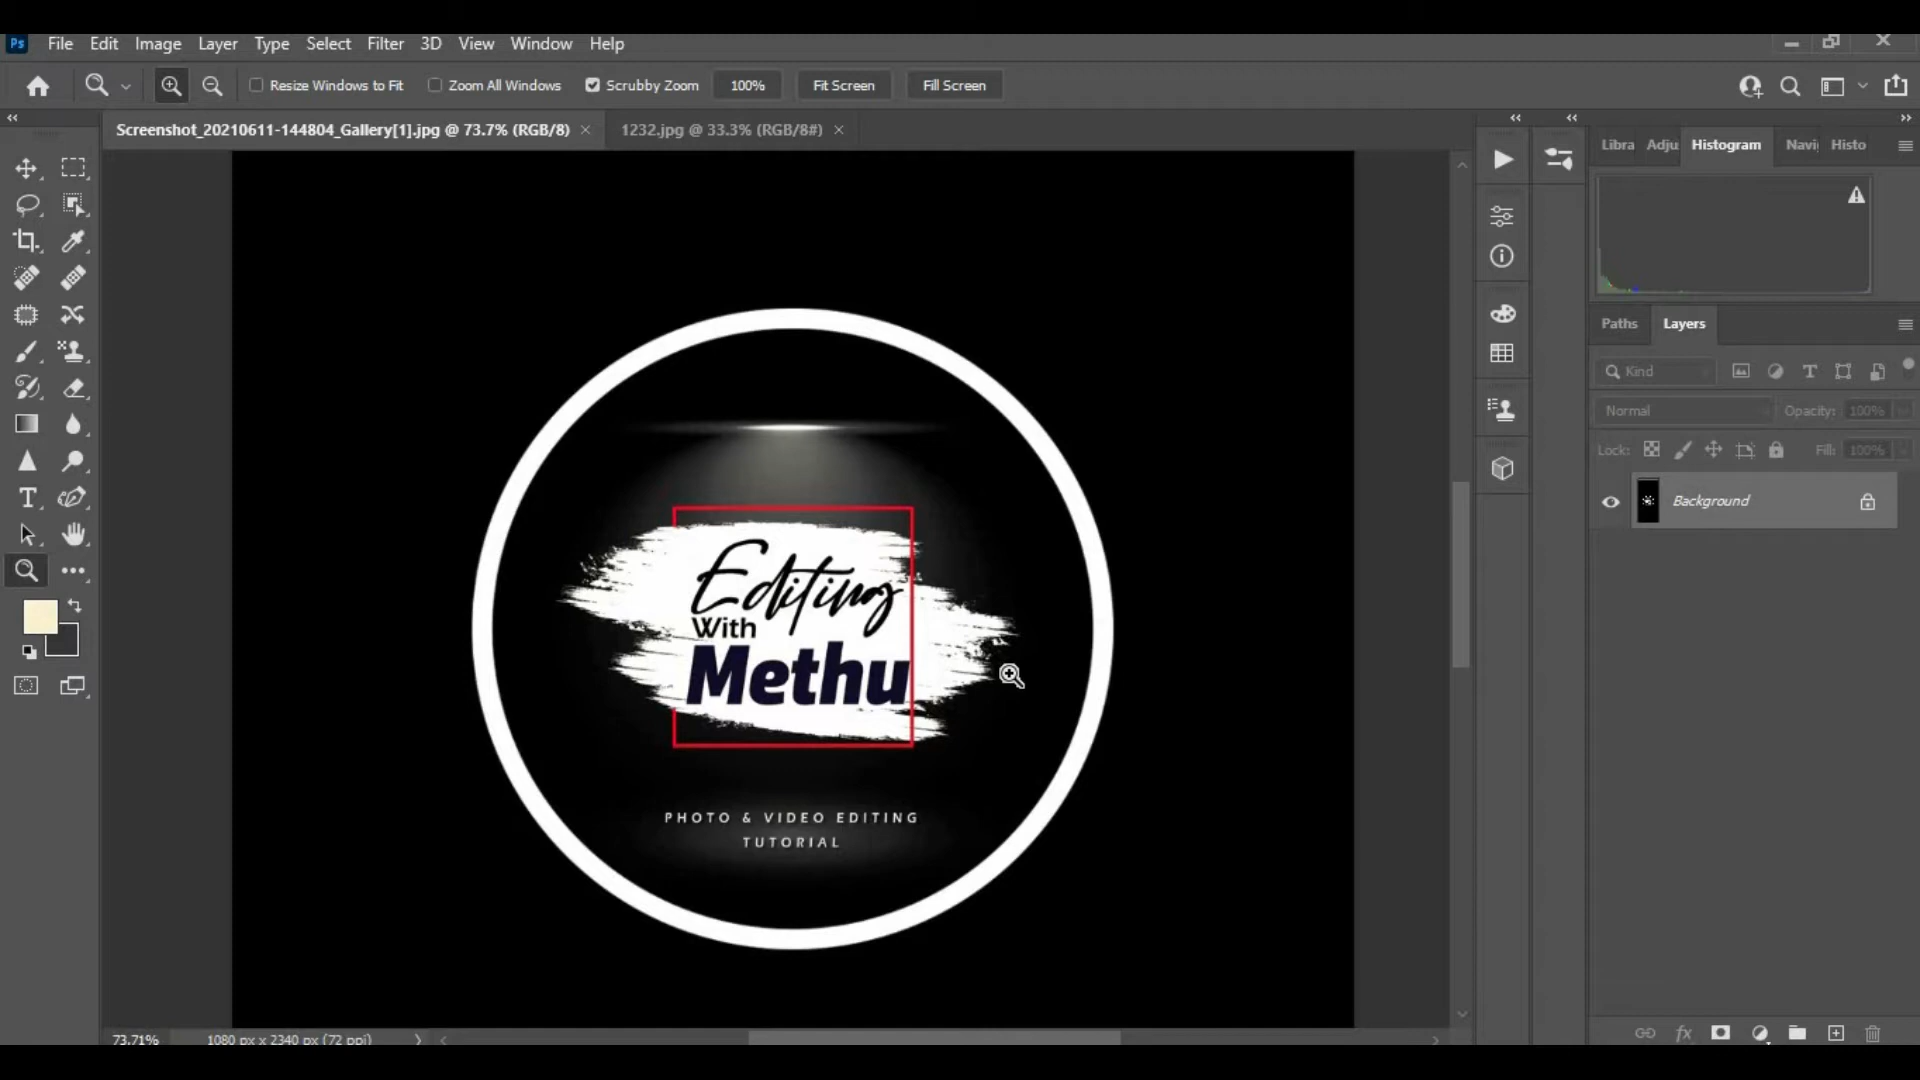 Ps File Edit Image Layer Type Select Filter 3D View Window Help
Resize Windows to Fit Zoom All Windows Scrubby Zoom 100% Fit Screen Fill Screen
Screenshot_20210611-144804_Gallery[1].jpg @ 73.7% (RGB/8) 1232.jpg @ 33.3% (RGB/8#)
Libra Adju Histogram Navi Histo
Paths Layers
Kind
Normal Opacity: 100%
Lock: Fill: 100%
Background
Editing
With
Methu
PHOTO & VIDEO EDITING
TUTORIAL
73.71% 1080 px x 2340 px (72 ppi)
fx